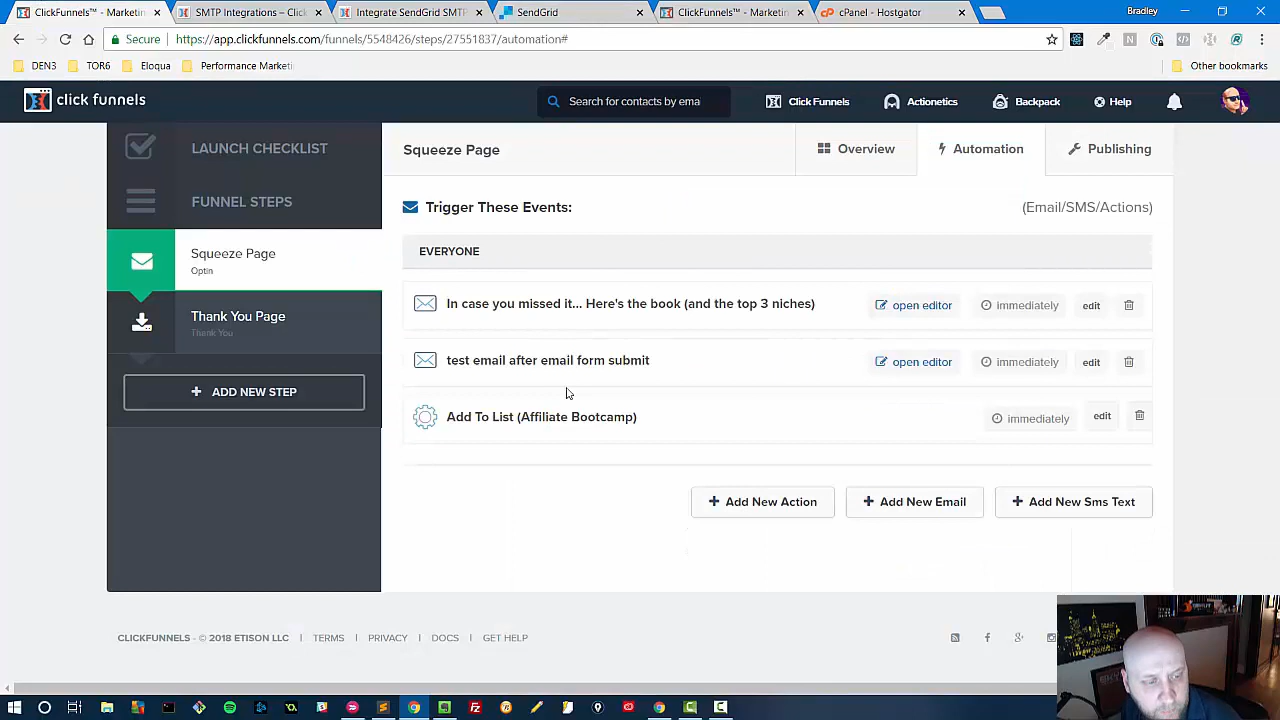 ClickFunnels™ - Marketin
SMTP Integrations – Click
Integrate SendGrid SMTP
SendGrid
ClickFunnels™ - Marketin
cPanel - Hostgator
Bradley
Secure
https://app.clickfunnels.com/funnels/5548426/steps/27551837/automation#
DEN3
TOR6
Eloqua
Performance Marketi
Other bookmarks
click funnels
Search for contacts by ema
Click Funnels
Actionetics
Backpack
Help
LAUNCH CHECKLIST
FUNNEL STEPS
Squeeze Page
Optin
Thank You Page
Thank You
+ ADD NEW STEP
Squeeze Page
Overview
Automation
Publishing
Trigger These Events:
(Email/SMS/Actions)
EVERYONE
In case you missed it... Here's the book (and the top 3 niches)
open editor
immediately
edit
test email after email form submit
open editor
immediately
edit
Add To List (Affiliate Bootcamp)
immediately
edit
+ Add New Action
+ Add New Email
+ Add New Sms Text
CLICKFUNNELS - © 2018 ETISON LLC | TERMS | PRIVACY | DOCS | GET HELP